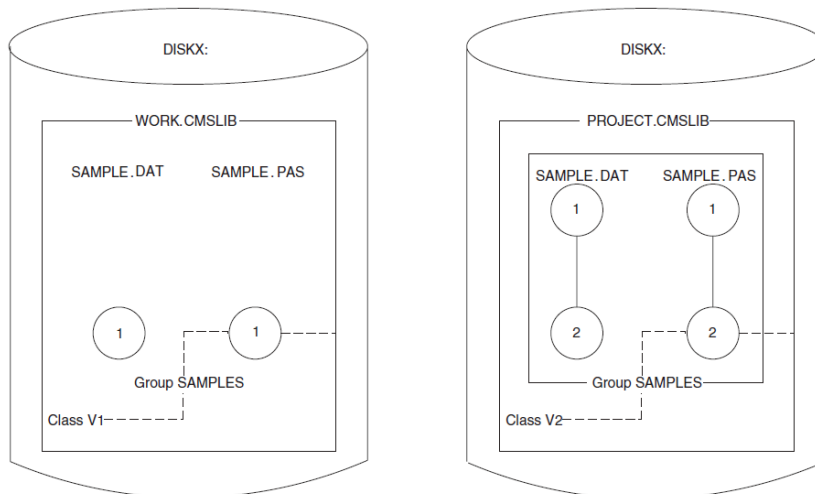 DISKX:
WORK.CMSLIB
SAMPLE.DAT SAMPLE.PAS
1 1
Group SAMPLES
Class V1
DISKX:
PROJECT.CMSLIB
SAMPLE.DAT SAMPLE.PAS
1 1
2 2
Group SAMPLES
Class V2